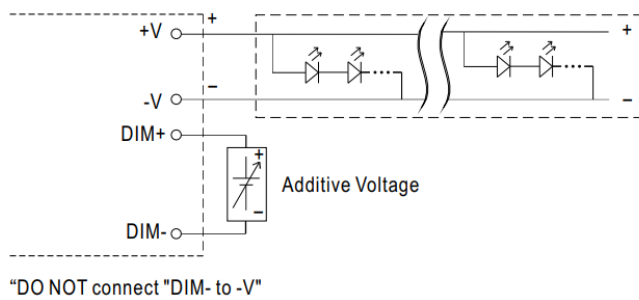 +V + +
-V − −
DIM+
+
Additive Voltage
−
DIM-
“DO NOT connect "DIM- to -V"